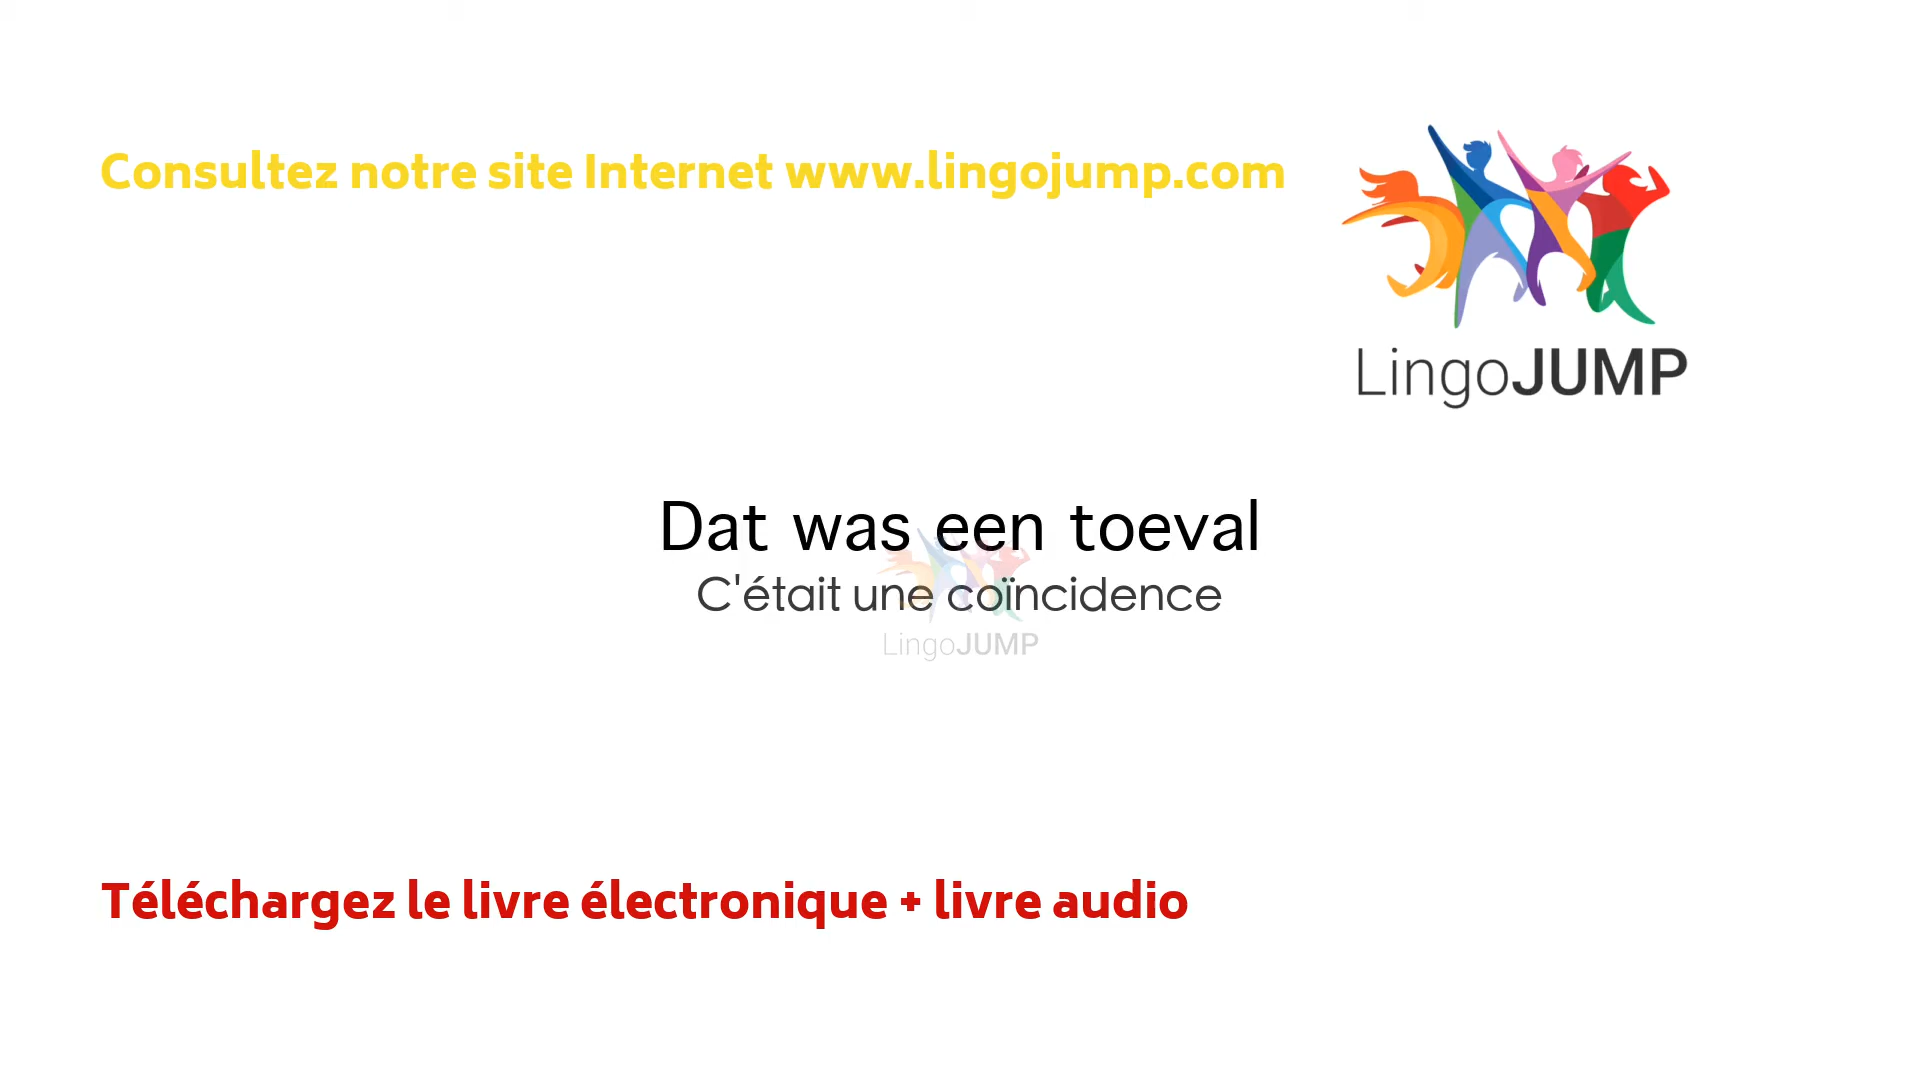 Consultez notre site Internet www.lingojump.com
LingoJUMP
Dat was een toeval
C'était une coïncidence
LingoJUMP
Téléchargez le livre électronique + livre audio